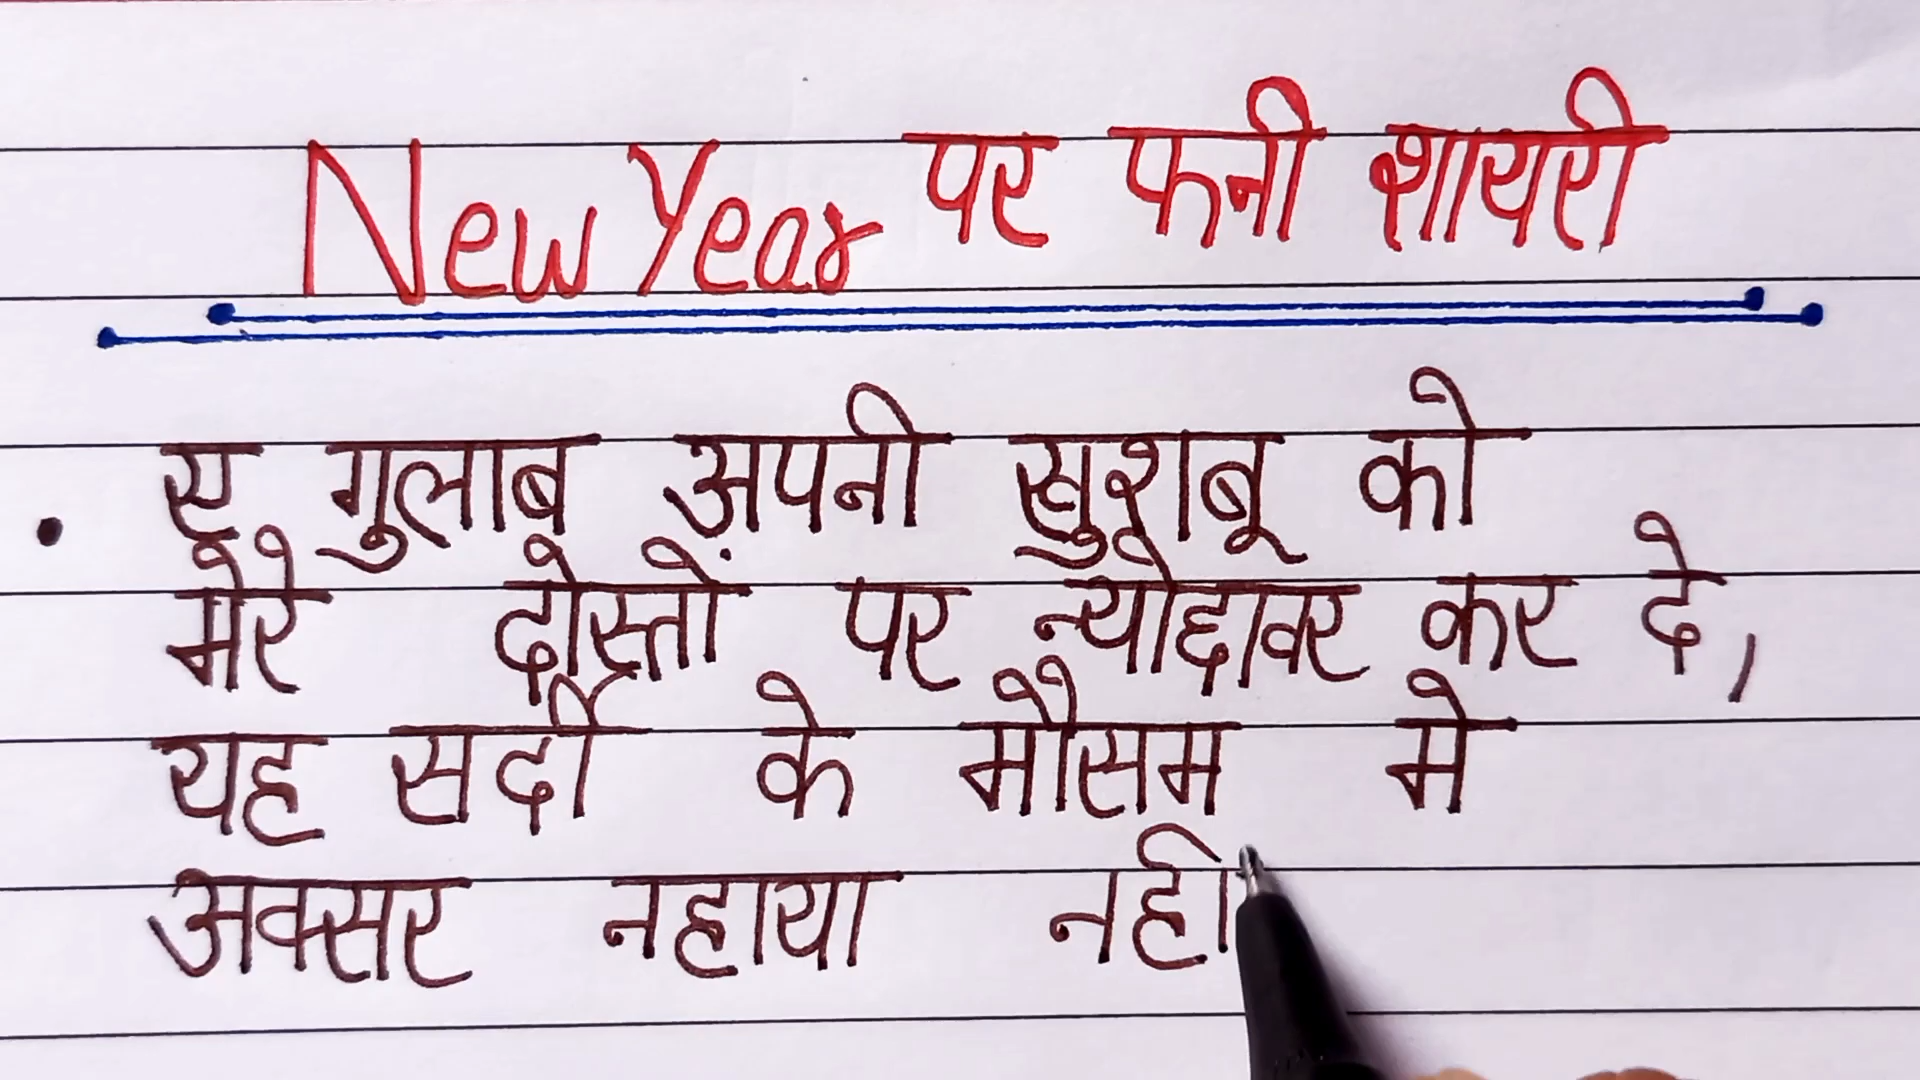 New Year पर फनी शायरी
ए गुलाब अपनी खुशबू को
मेरे दोस्तों पर न्योद्दावर कर दे,
यह सर्दी के मौसम मे
अक्सर नहाया नही